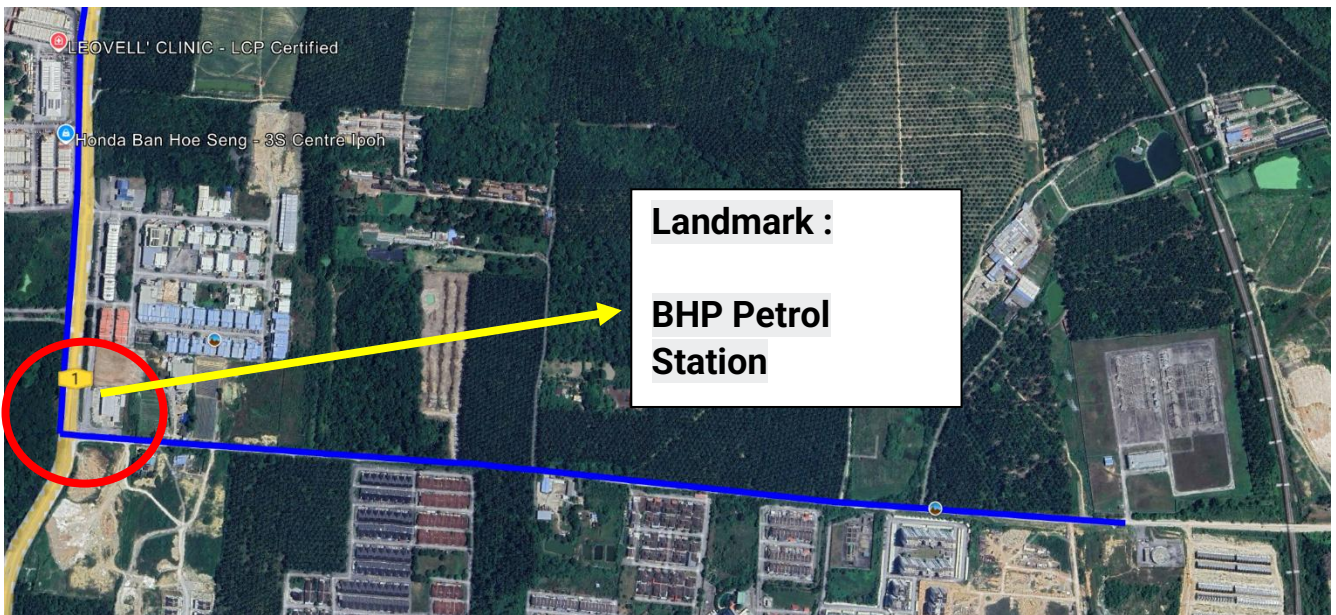 LEOVELL' CLINIC - LCP Certified
Honda Ban Hoe Seng - 3S Centre Ipoh
Landmark :
BHP Petrol
Station
1